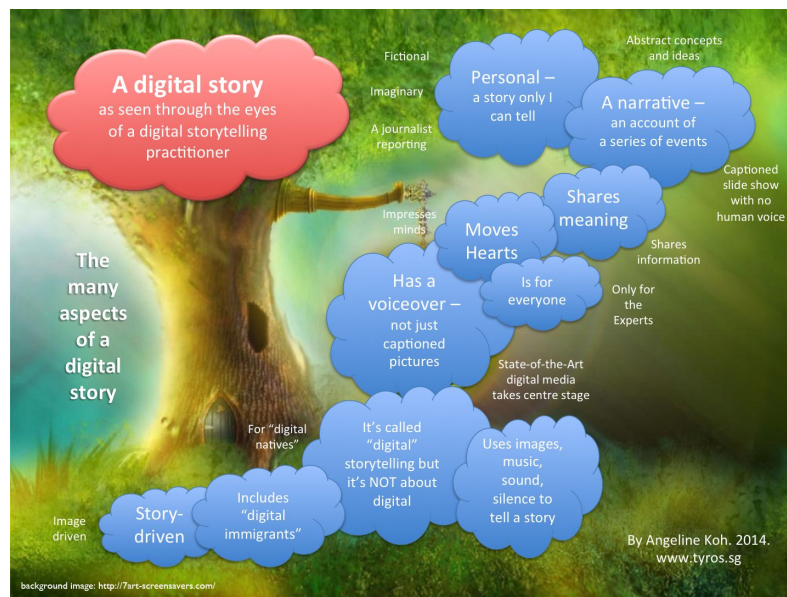 A digital story
as seen through the eyes
of a digital storytelling
practitioner
Fictional
Imaginary
A journalist
reporting
Personal –
a story only I
can tell
Abstract concepts
and ideas
A narrative –
an account of
a series of events
Captioned
slide show
with no
human voice
Impresses
minds
Moves
Hearts
Shares
meaning
Shares
information
The
many
aspects
of a
digital
story
Has a
voiceover –
not just
captioned
pictures
Is for
everyone
Only for
the
Experts
State-of-the-Art
digital media
takes centre stage
For “digital
natives”
It’s called
“digital”
storytelling but
it’s NOT about
digital
Uses images,
music,
sound,
silence to
tell a story
Image
driven
Story-
driven
Includes
“digital
immigrants”
By Angeline Koh. 2014.
www.tyros.sg
background image: http://7art-screensavers.com/